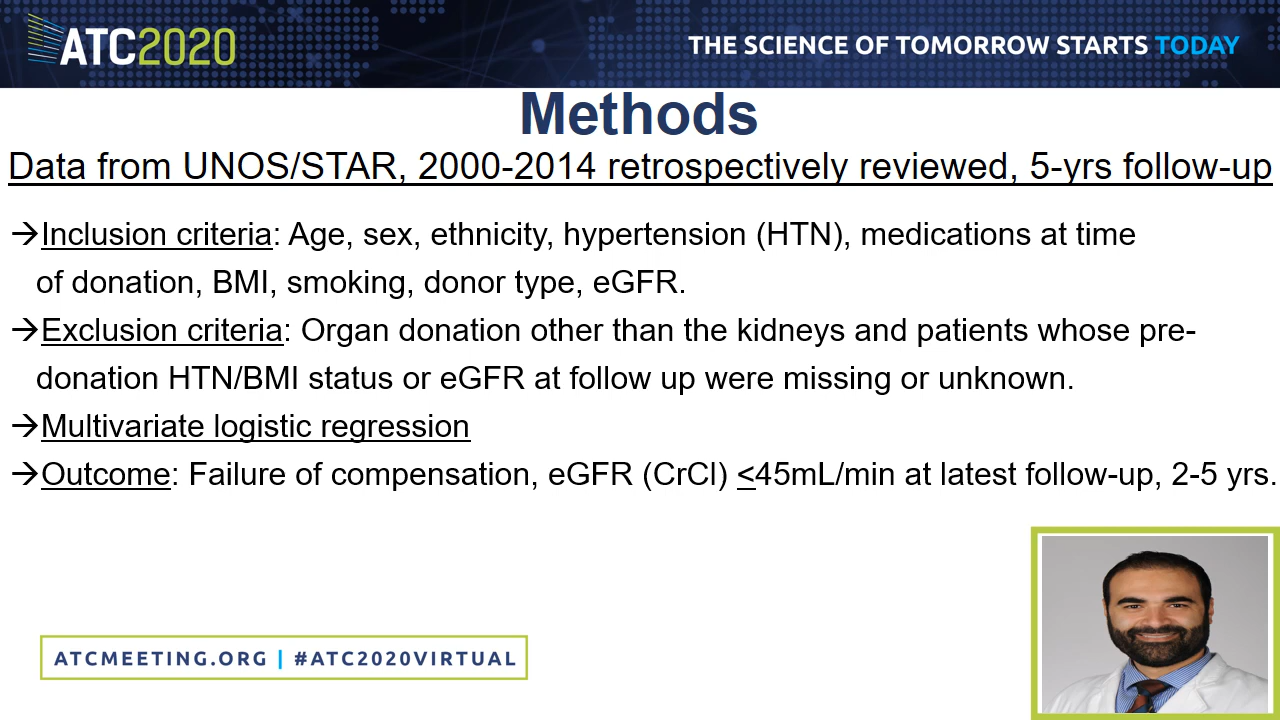 ATC2020
THE SCIENCE OF TOMORROW STARTS TODAY
Methods
Data from UNOS/STAR, 2000-2014 retrospectively reviewed, 5-yrs follow-up
→Inclusion criteria: Age, sex, ethnicity, hypertension (HTN), medications at time
of donation, BMI, smoking, donor type, eGFR.
→Exclusion criteria: Organ donation other than the kidneys and patients whose pre-
donation HTN/BMI status or eGFR at follow up were missing or unknown.
→Multivariate logistic regression
→Outcome: Failure of compensation, eGFR (CrCl) <45mL/min at latest follow-up, 2-5 yrs.
ATCMEETING.ORG | #ATC2020VIRTUAL